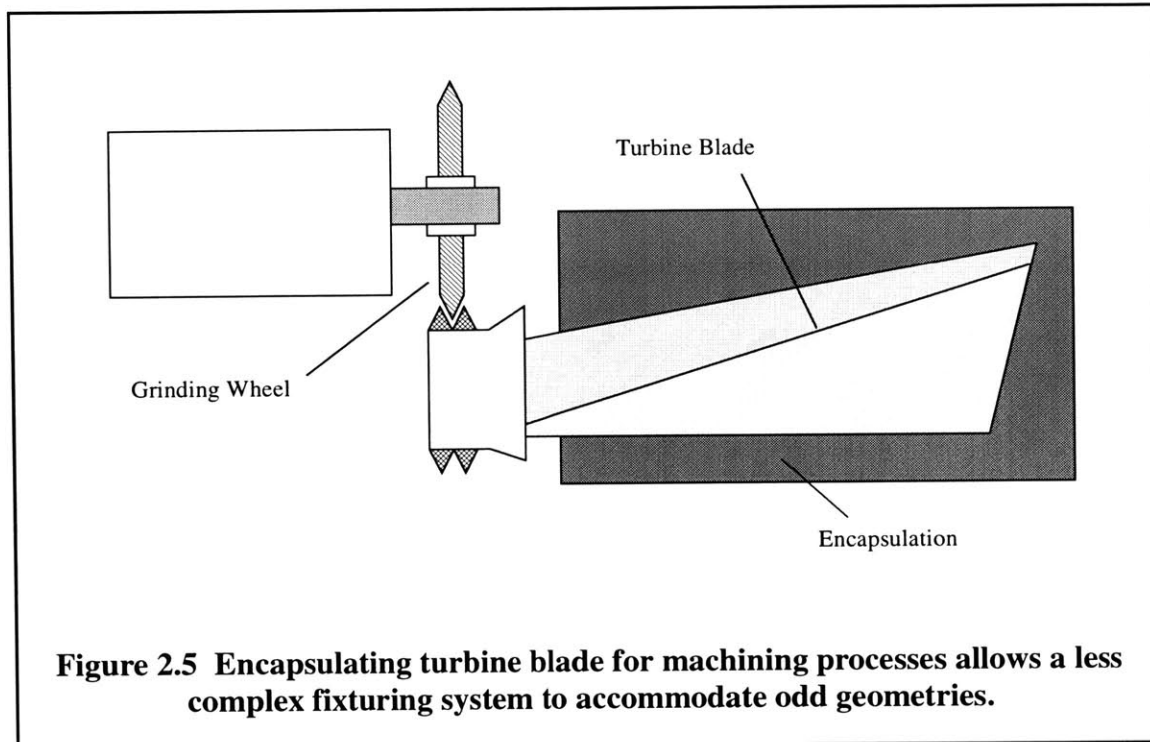 Turbine Blade
Grinding Wheel
Encapsulation
Figure 2.5 Encapsulating turbine blade for machining processes allows a less
complex fixturing system to accommodate odd geometries.